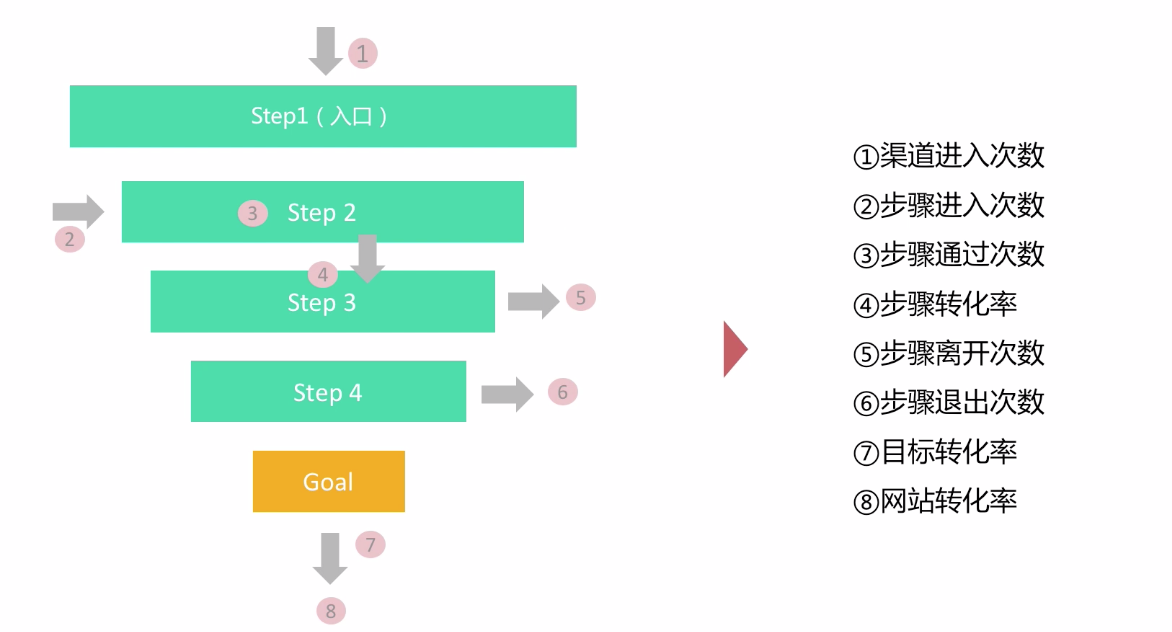 ①
Step1（入口）
③ Step 2
②
④
Step 3
⑤
Step 4
⑥
Goal
⑦
⑧
①渠道进入次数
②步骤进入次数
③步骤通过次数
④步骤转化率
⑤步骤离开次数
⑥步骤退出次数
⑦目标转化率
⑧网站转化率